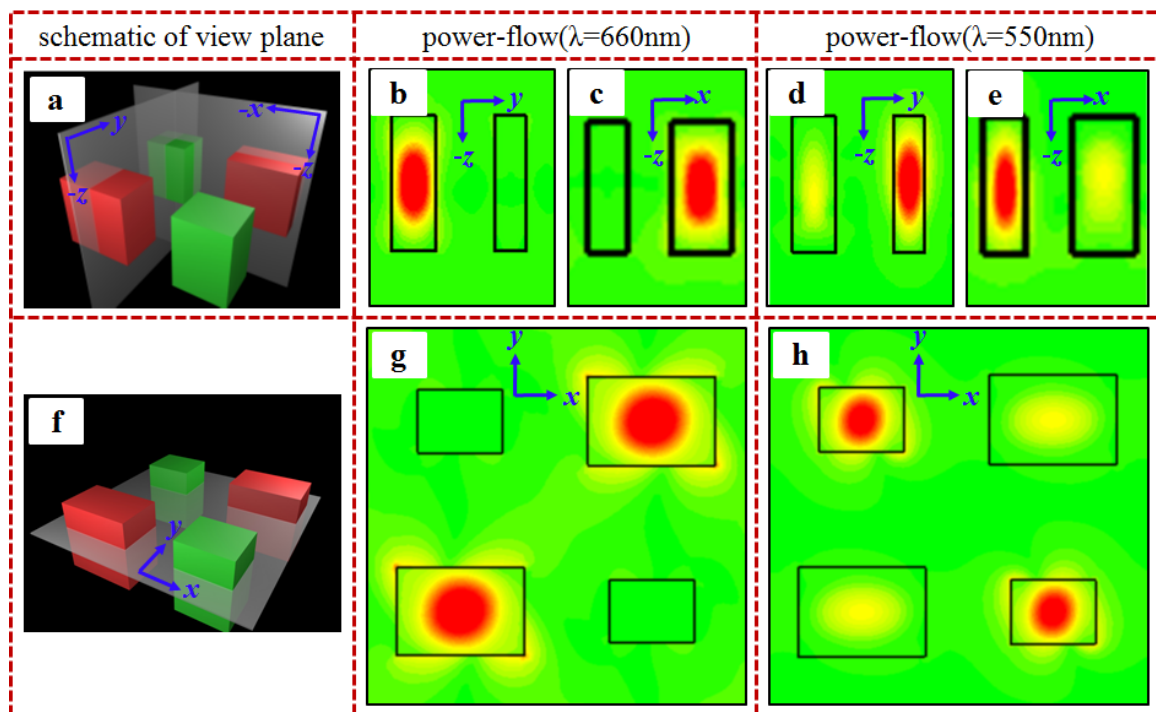 schematic of view plane
power-flow(λ=660nm)
power-flow(λ=550nm)
a
y
-z
-x
-z
b
y
-z
c
x
-z
d
y
-z
e
x
-z
f
y
x
g
y
x
h
y
x